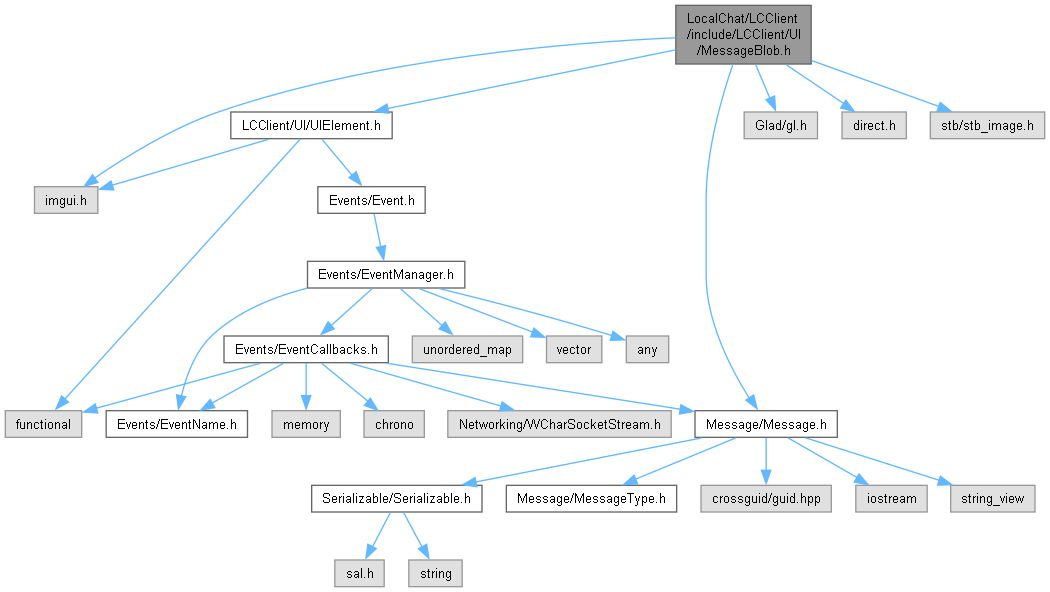 LocalChat/LCClient
/include/LCClient/UI
/MessageBlob.h
LCClient/UI/UIElement.h
Glad/gl.h
direct.h
stb/stb_image.h
imgui.h
Events/Event.h
Events/EventManager.h
Events/EventCallbacks.h
unordered_map
vector
any
functional
Events/EventName.h
memory
chrono
Networking/WCharSocketStream.h
Message/Message.h
Serializable/Serializable.h
Message/MessageType.h
crossguid/guid.hpp
iostream
string_view
sal.h
string